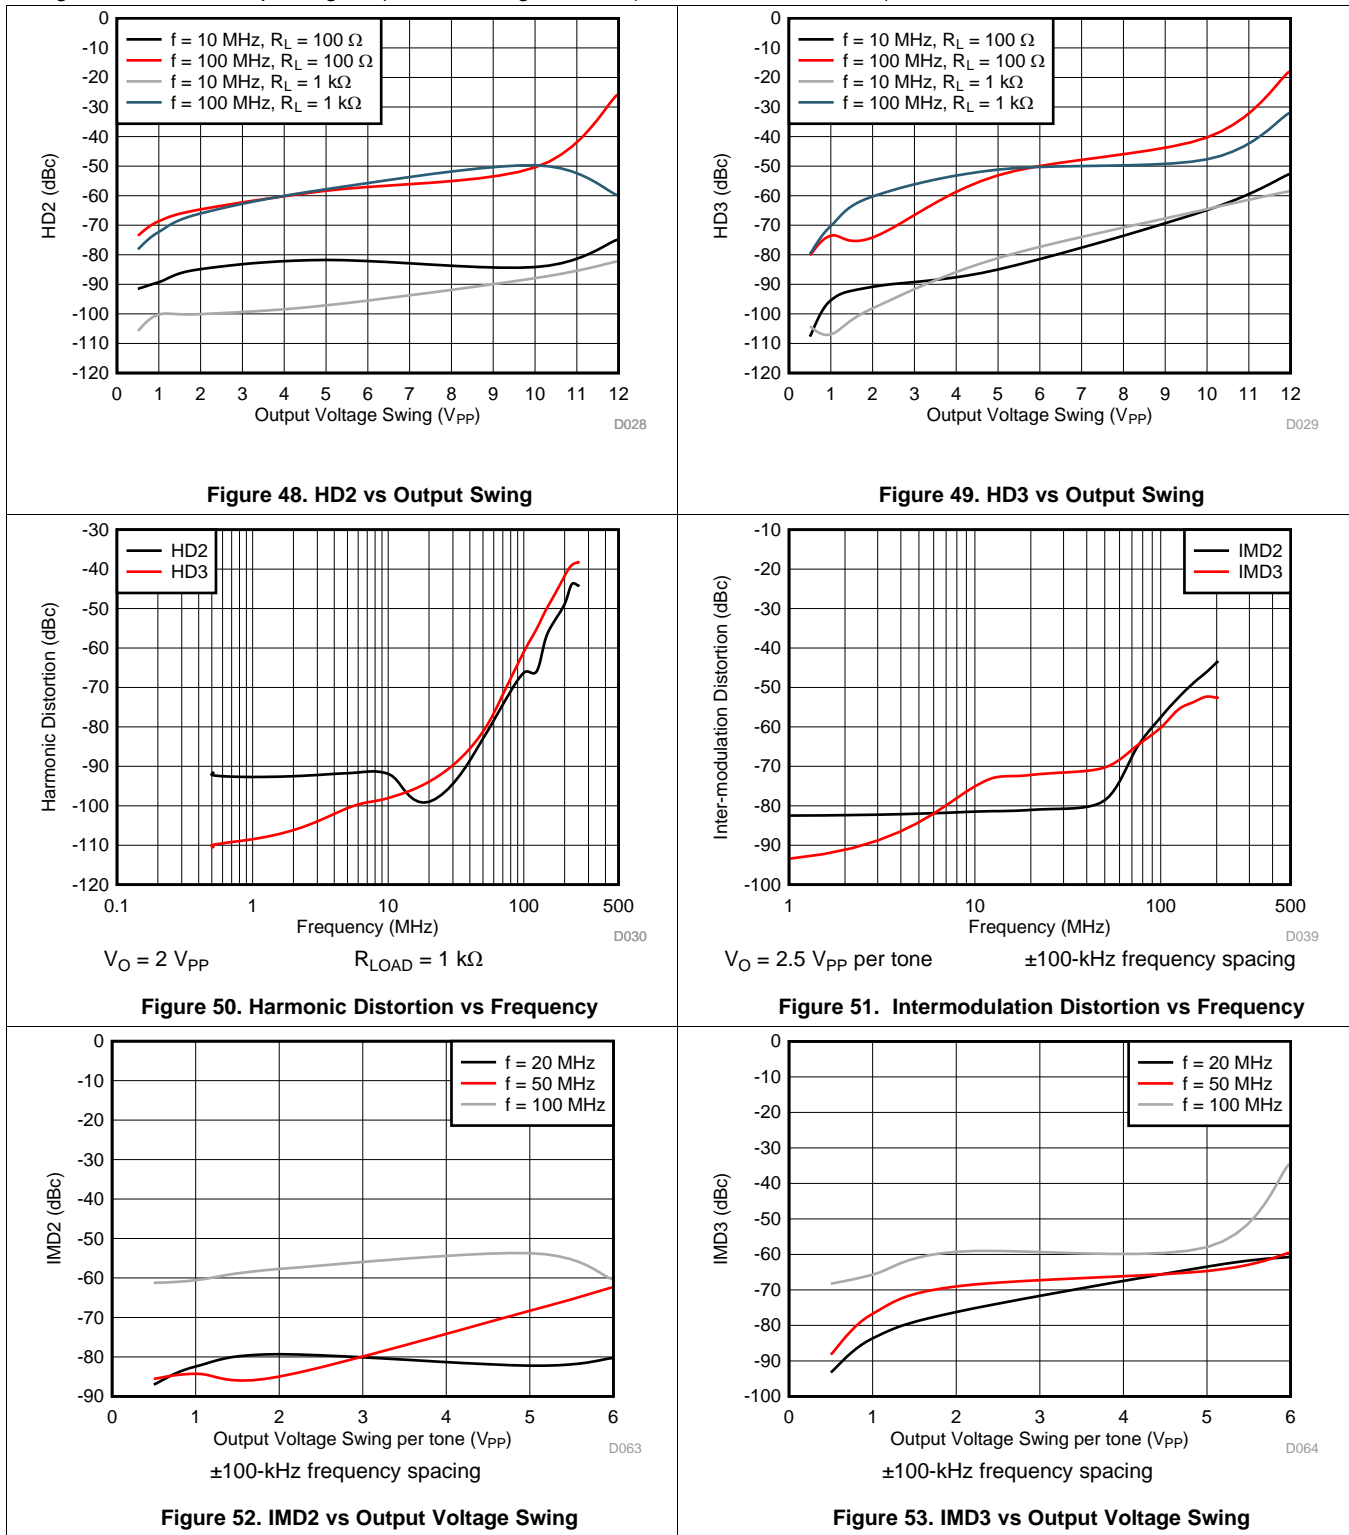 0
-10
-20
-30
-40
-50
-60
-70
-80
-90
-100
-110
-120
HD2 (dBc)
f = 10 MHz, RL = 100 Ω
f = 100 MHz, RL = 100 Ω
f = 10 MHz, RL = 1 kΩ
f = 100 MHz, RL = 1 kΩ
0 1 2 3 4 5 6 7 8 9 10 11 12
Output Voltage Swing (VPP)
D028
Figure 48. HD2 vs Output Swing
0
-10
-20
-30
-40
-50
-60
-70
-80
-90
-100
-110
-120
HD3 (dBc)
f = 10 MHz, RL = 100 Ω
f = 100 MHz, RL = 100 Ω
f = 10 MHz, RL = 1 kΩ
f = 100 MHz, RL = 1 kΩ
0 1 2 3 4 5 6 7 8 9 10 11 12
Output Voltage Swing (VPP)
D029
Figure 49. HD3 vs Output Swing
-30
-40
-50
-60
-70
-80
-90
-100
-110
-120
Harmonic Distortion (dBc)
HD2
HD3
0.1 1 10 100 500
Frequency (MHz)
D030
VO = 2 VPP RLOAD = 1 kΩ
Figure 50. Harmonic Distortion vs Frequency
-10
-20
-30
-40
-50
-60
-70
-80
-90
-100
Inter-modulation Distortion (dBc)
IMD2
IMD3
1 10 100 500
Frequency (MHz)
D039
VO = 2.5 VPP per tone ±100-kHz frequency spacing
Figure 51. Intermodulation Distortion vs Frequency
0
-10
-20
-30
-40
-50
-60
-70
-80
-90
IMD2 (dBc)
f = 20 MHz
f = 50 MHz
f = 100 MHz
0 1 2 3 4 5 6
Output Voltage Swing per tone (VPP)
D063
±100-kHz frequency spacing
Figure 52. IMD2 vs Output Voltage Swing
0
-10
-20
-30
-40
-50
-60
-70
-80
-90
-100
IMD3 (dBc)
f = 20 MHz
f = 50 MHz
f = 100 MHz
0 1 2 3 4 5 6
Output Voltage Swing per tone (VPP)
D064
±100-kHz frequency spacing
Figure 53. IMD3 vs Output Voltage Swing